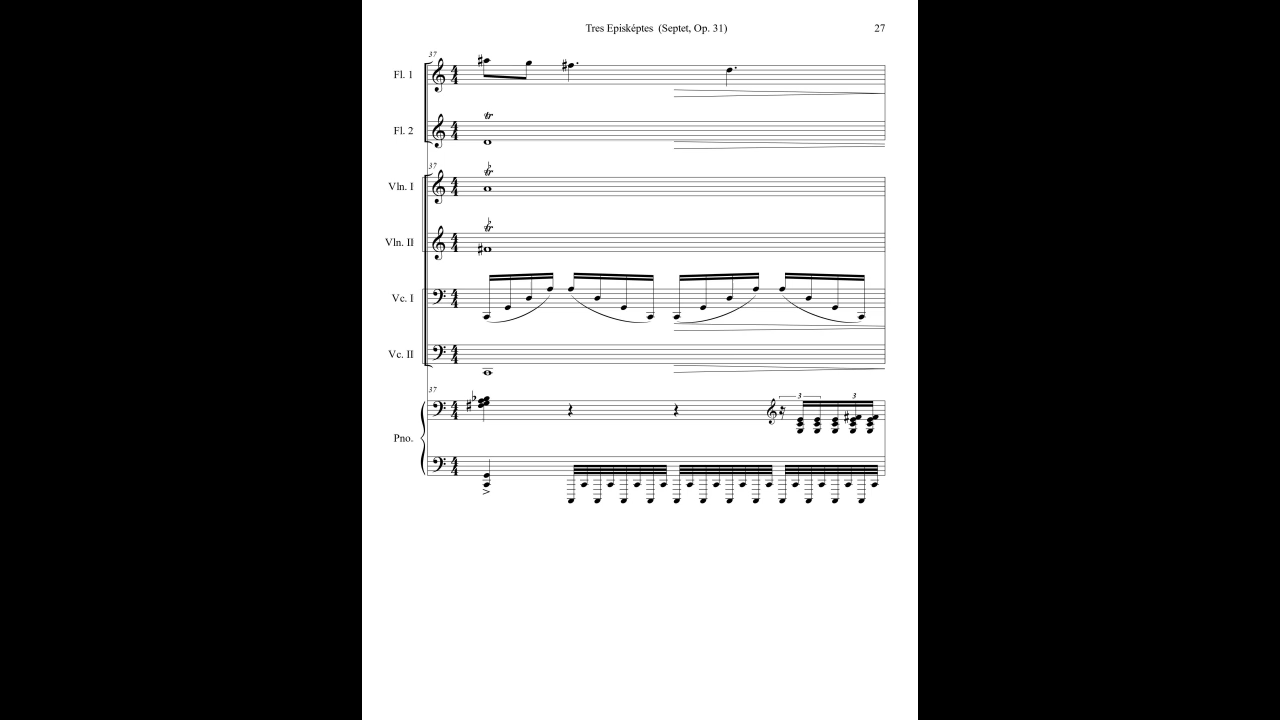 Tres Episképtes (Septet, Op. 31)
27
37
Fl. 1
Fl. 2
37
Vln. I
Vln. II
Vc. I
Vc. II
37
Pno.
3
3